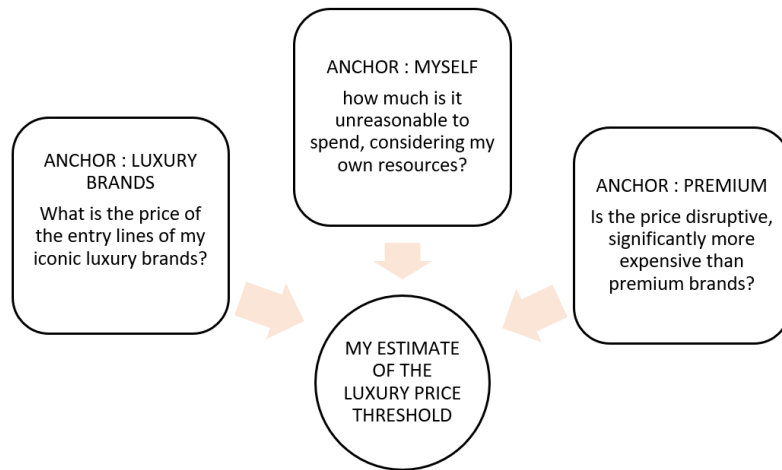 ANCHOR : MYSELF
how much is it
unreasonable to
spend, considering my
own resources?
ANCHOR : LUXURY
BRANDS
What is the price of
the entry lines of my
iconic luxury brands?
ANCHOR : PREMIUM
Is the price disruptive,
significantly more
expensive than
premium brands?
MY ESTIMATE
OF THE
LUXURY PRICE
THRESHOLD